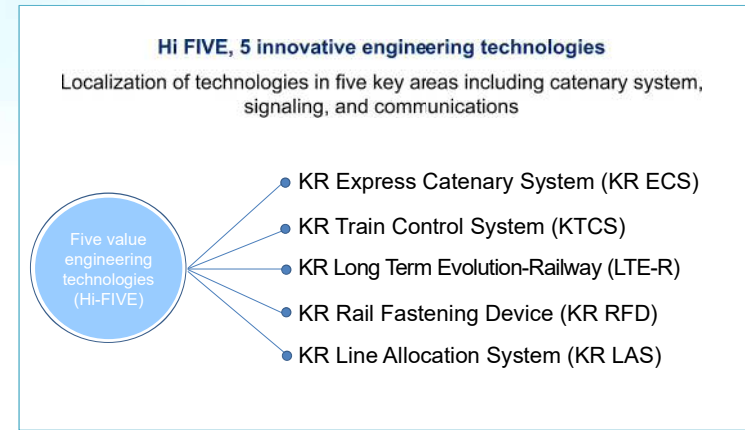 Hi FIVE, 5 innovative engineering technologies
Localization of technologies in five key areas including catenary system,
signaling, and communications
KR Express Catenary System (KR ECS)
KR Train Control System (KTCS)
KR Long Term Evolution-Railway (LTE-R)
KR Rail Fastening Device (KR RFD)
KR Line Allocation System (KR LAS)
Five value
engineering
technologies
(Hi-FIVE)